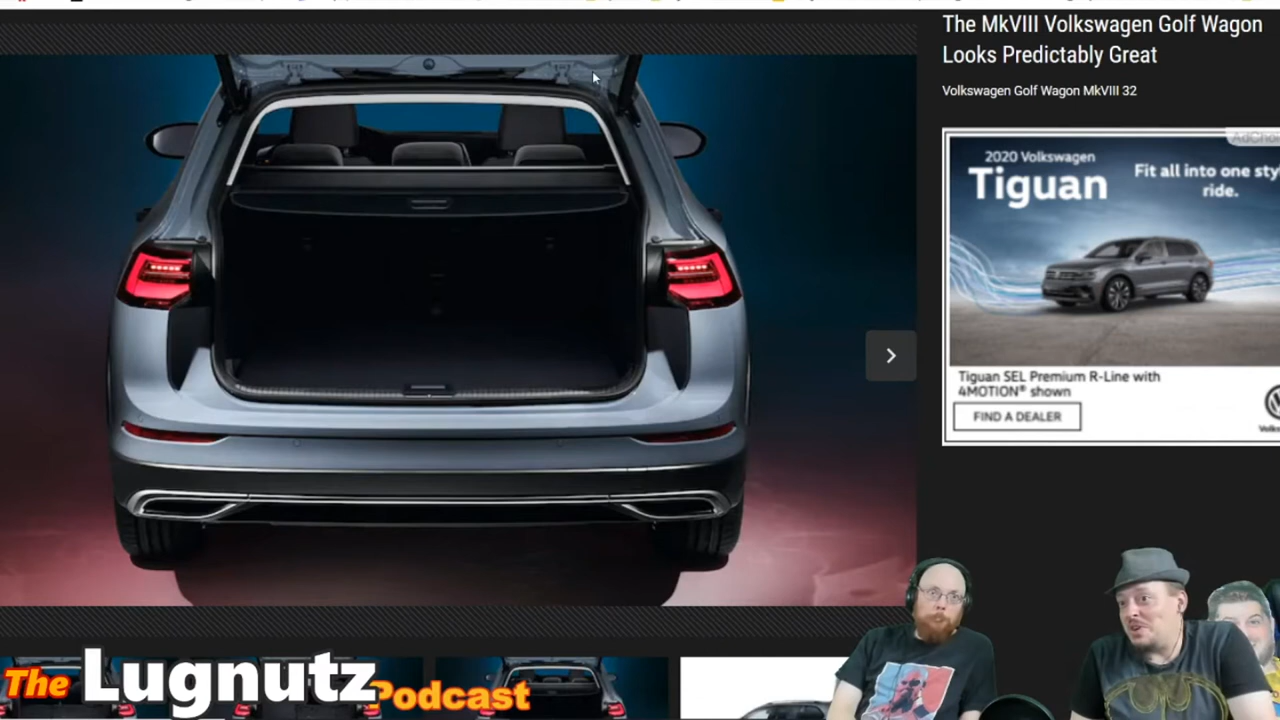 The MkVIII Volkswagen Golf Wagon
Looks Predictably Great
Volkswagen Golf Wagon MkVIII 32
2020 Volkswagen
Tiguan
Fit all into one
ride.
Tiguan SEL Premium R-Line with
4MOTION® shown
FIND A DEALER
The Lugnutz Podcast